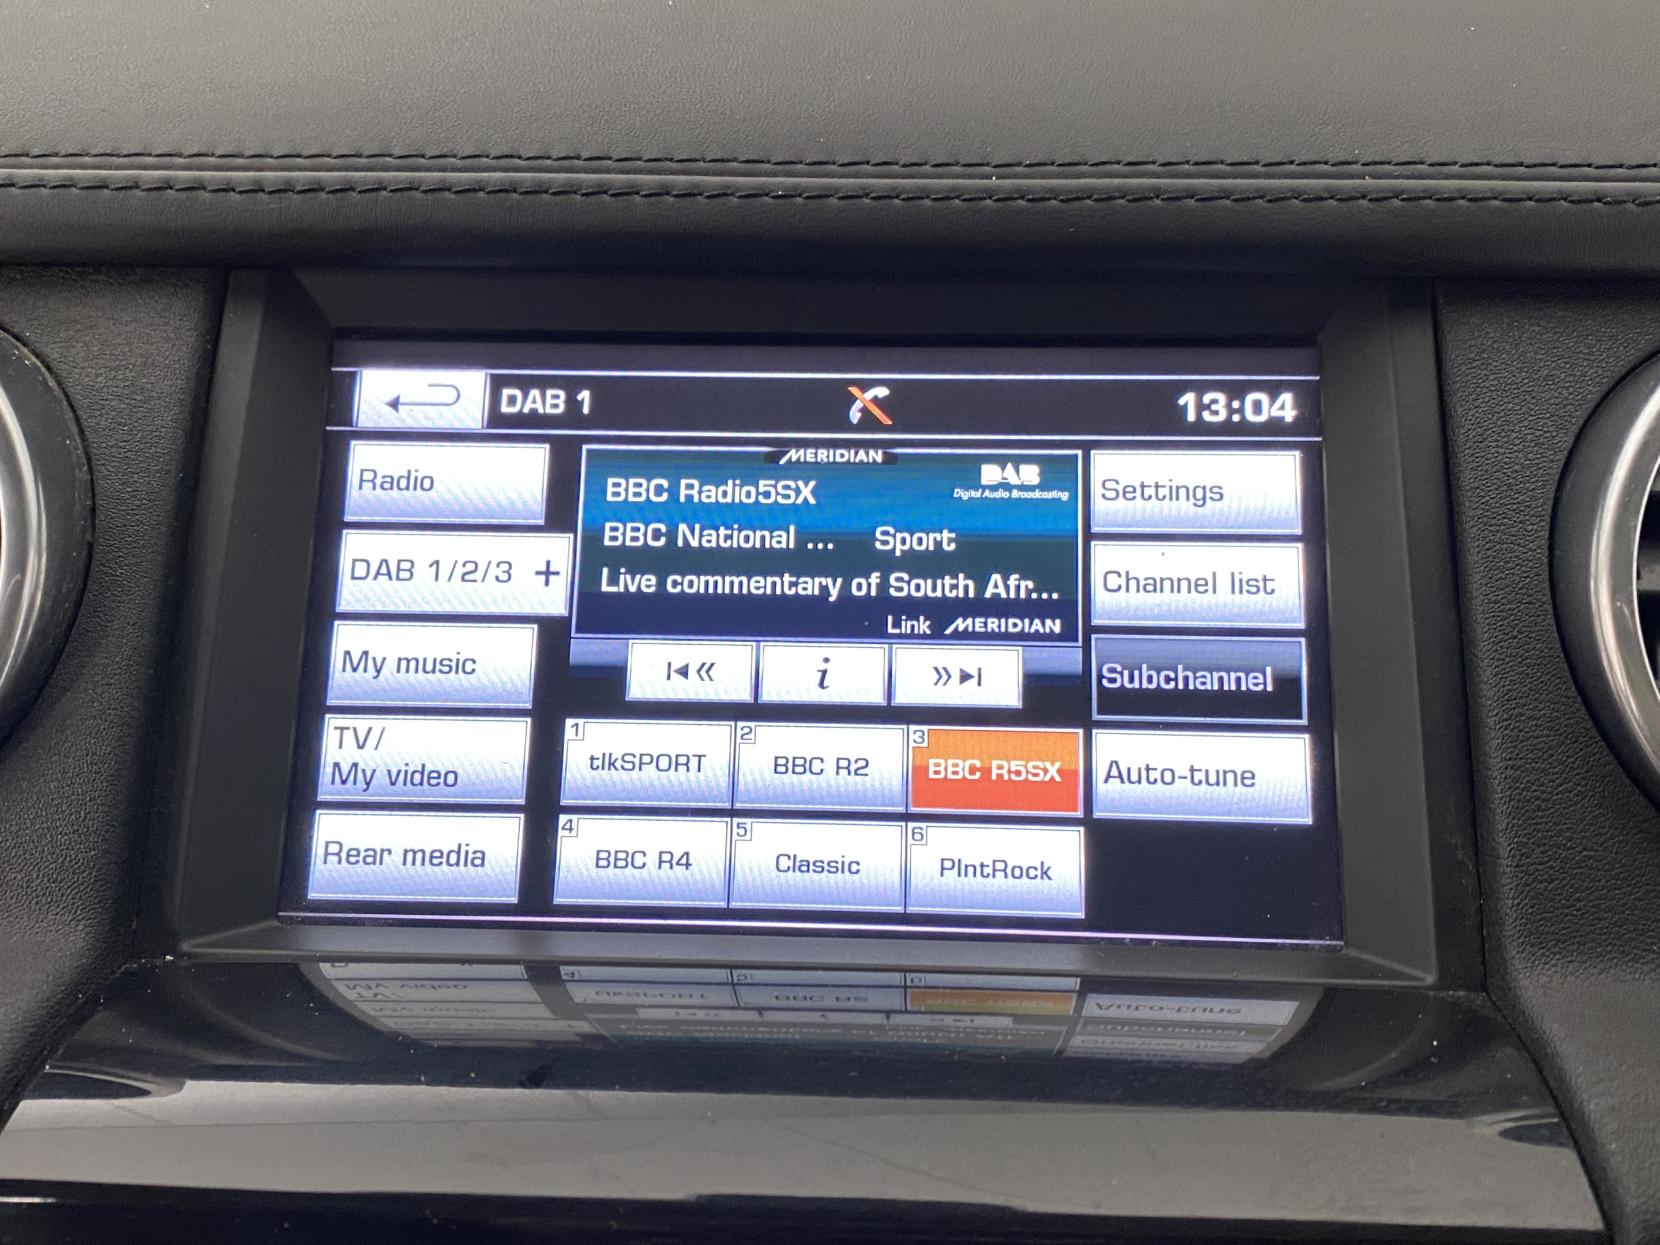 DAB 1
13:04
Radio
DAB 1/2/3 +
My music
TV/
My video
Rear media
MERIDIAN
DAB
Digital Audio Broadcasting
BBC Radio5SX
BBC National ... Sport
Live commentary of South Afr...
Link MERIDIAN
i
1 tlkSPORT
2 BBC R2
3 BBC R5SX
4 BBC R4
5 Classic
6 PlntRock
Settings
Channel list
Subchannel
Auto-tune